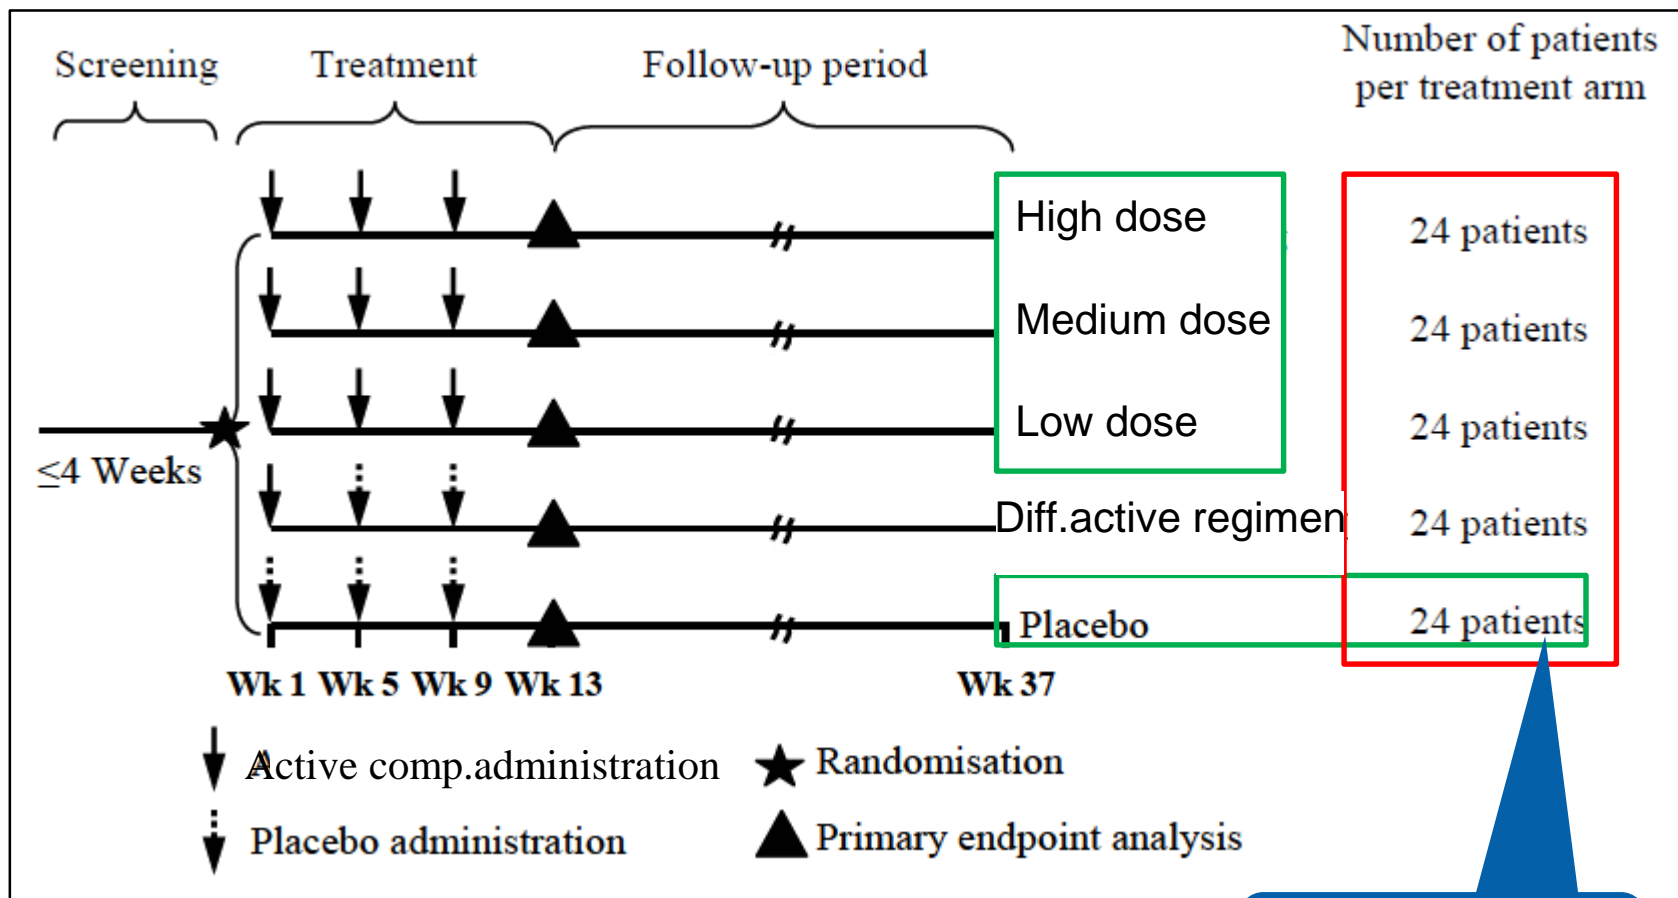 Screening
Treatment
Follow-up period
Number of patients
per treatment arm
High dose
24 patients
Medium dose
24 patients
Low dose
24 patients
≤4 Weeks
Diff.active regimen
24 patients
Placebo
24 patients
Wk 1 Wk 5 Wk 9 Wk 13 Wk 37
Active comp.administration
Randomisation
Placebo administration
Primary endpoint analysis